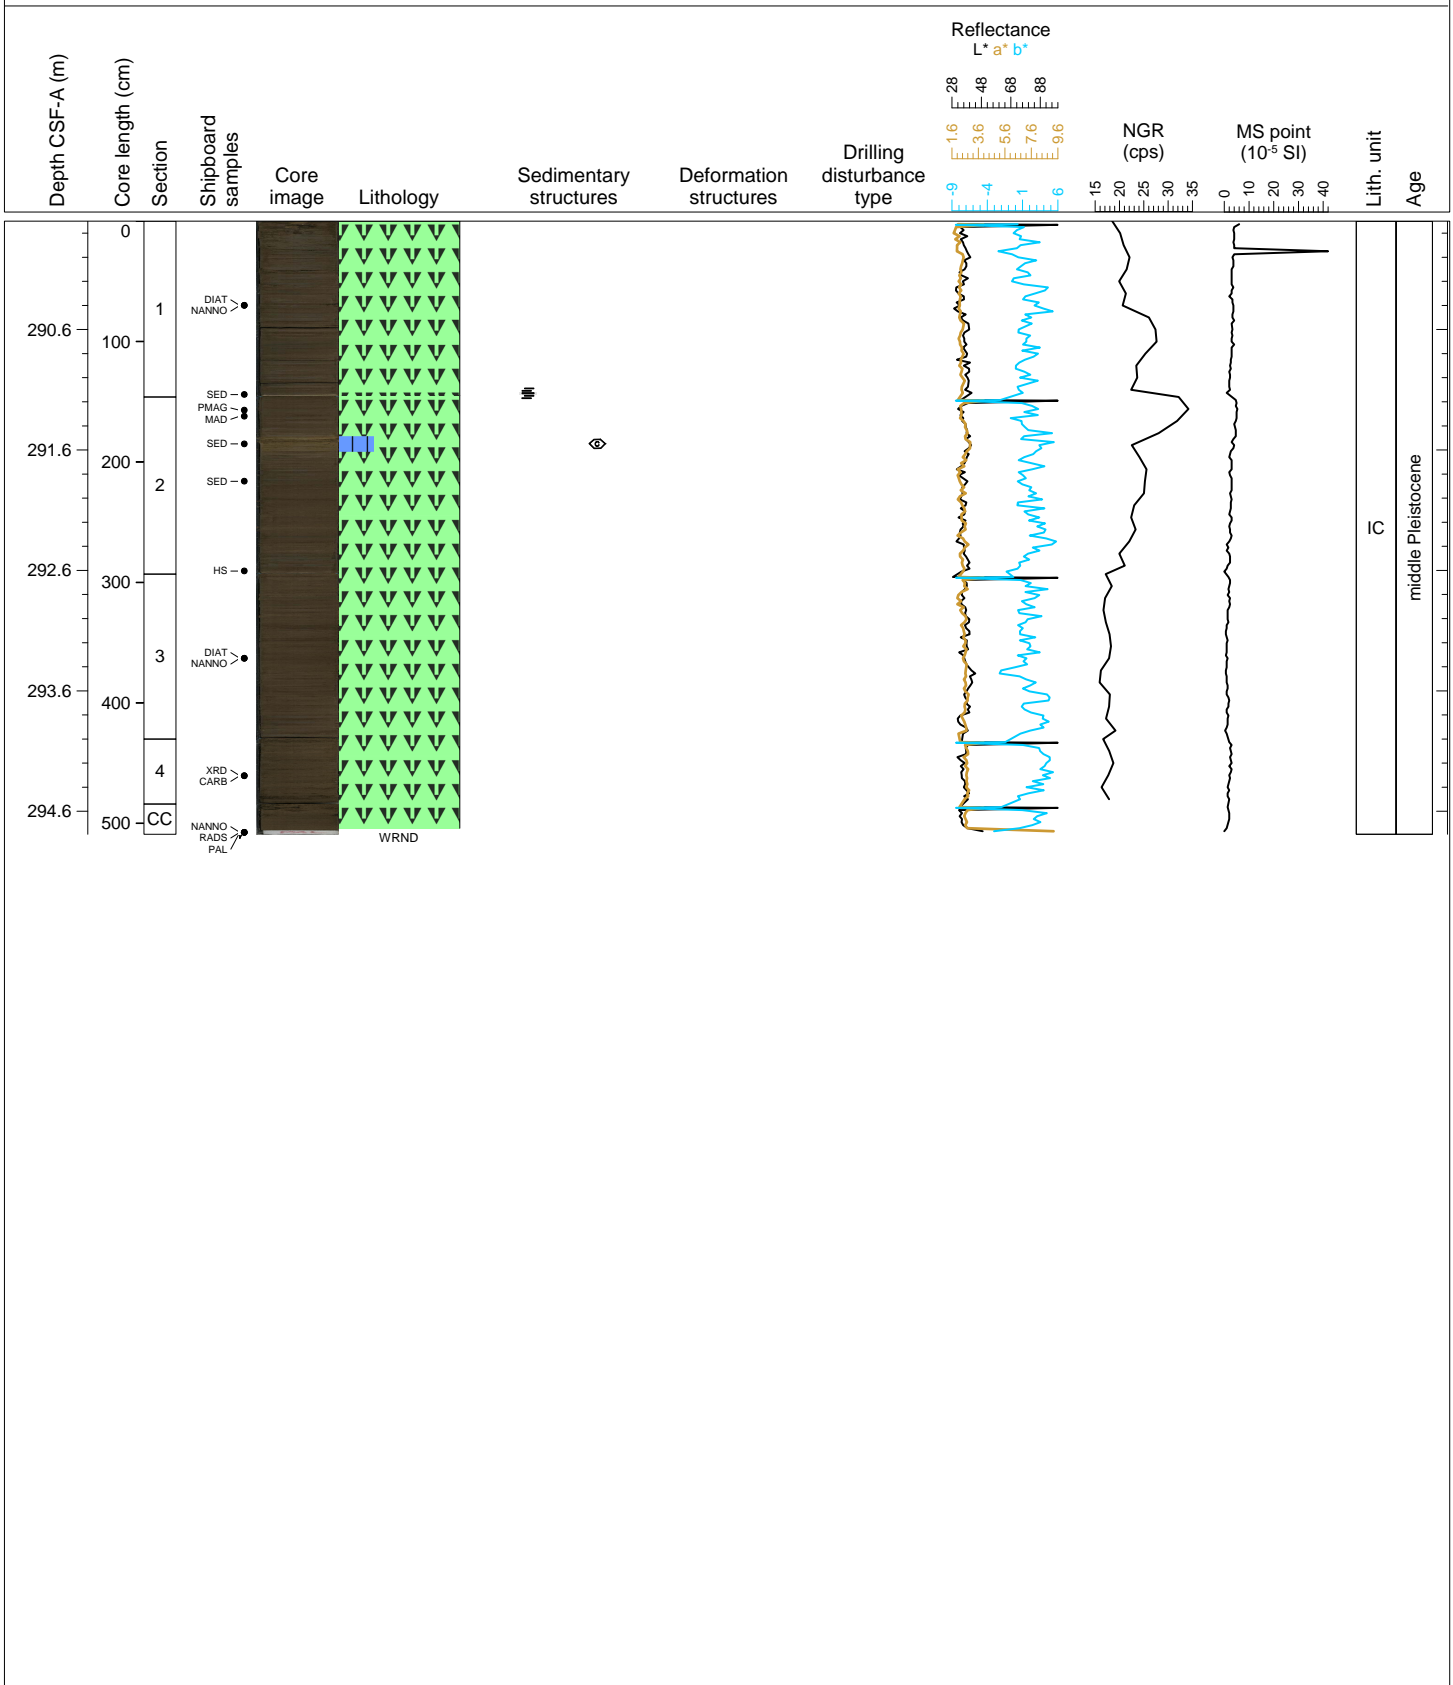 Depth CSF-A (m)
Core length (cm)
Section
Shipboard
samples
Core
image
Lithology
Sedimentary
structures
Deformation
structures
Drilling
disturbance
type
Reflectance
L* a* b*
28 48 68 88
1.6 3.6 5.6 7.6 9.6
-9 -4 1 6
NGR
(cps)
15 20 25 30 35
MS point
(10⁻⁵ SI)
0 10 20 30 40
Lith. unit
Age
0
DIAT
NANNO
1
290.6
100
SED
PMAG
MAD
SED
291.6
200
SED
2
IC
middle Pleistocene
HS
292.6
300
DIAT
NANNO
3
293.6
400
XRD
CARB
4
294.6
CC
500
NANNO
RADS
PAL
WRND